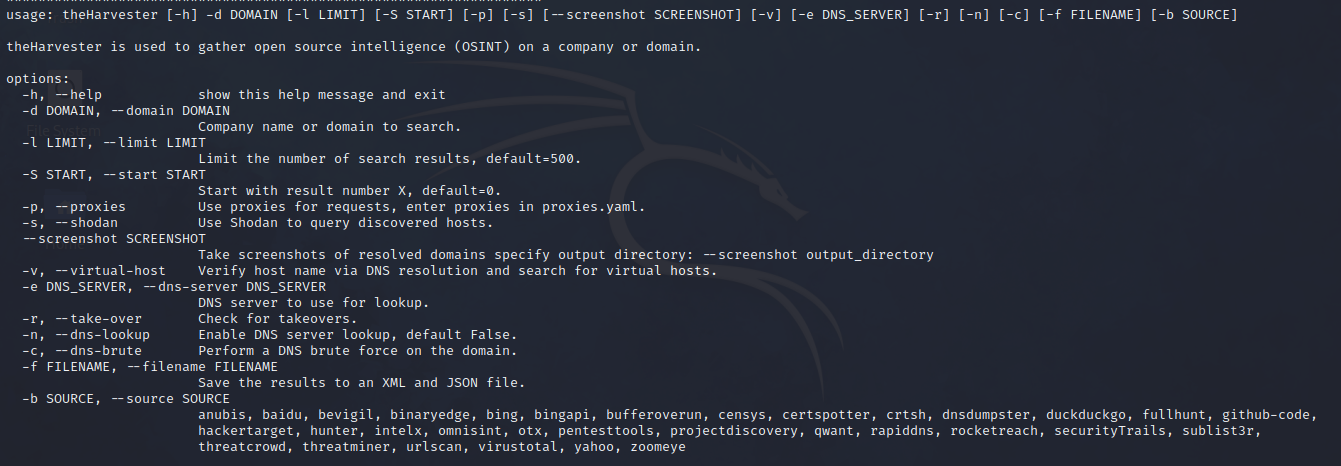 usage: theHarvester [-h] -d DOMAIN [-l LIMIT] [-S START] [-p] [-s] [--screenshot SCREENSHOT] [-v] [-e DNS_SERVER] [-r] [-n] [-c] [-f FILENAME] [-b SOURCE]
theHarvester is used to gather open source intelligence (OSINT) on a company or domain.
options:
-h, --help show this help message and exit
-d DOMAIN, --domain DOMAIN
File System
Company name or domain to search.
-l LIMIT, --limit LIMIT
Limit the number of search results, default=500.
-S START, --start START
Start with result number X, default=0.
-p, --proxies Use proxies for requests, enter proxies in proxies.yaml.
-s, --shodan Use Shodan to query discovered hosts.
--screenshot SCREENSHOT
Take screenshots of resolved domains specify output directory: --screenshot output_directory
-v, --virtual-host Verify host name via DNS resolution and search for virtual hosts.
-e DNS_SERVER, --dns-server DNS_SERVER
DNS server to use for lookup.
-r, --take-over Check for takeovers.
-n, --dns-lookup Enable DNS server lookup, default False.
-c, --dns-brute Perform a DNS brute force on the domain.
-f FILENAME, --filename FILENAME
Save the results to an XML and JSON file.
-b SOURCE, --source SOURCE
anubis, baidu, bevigil, binaryedge, bing, bingapi, bufferoverun, censys, certspotter, crtsh, dnsdumpster, duckduckgo, fullhunt, github-code,
hackertarget, hunter, intelx, omnisint, otx, pentesttools, projectdiscovery, qwant, rapiddns, rocketreach, securityTrails, sublist3r,
threatcrowd, threatminer, urlscan, virustotal, yahoo, zoomeye